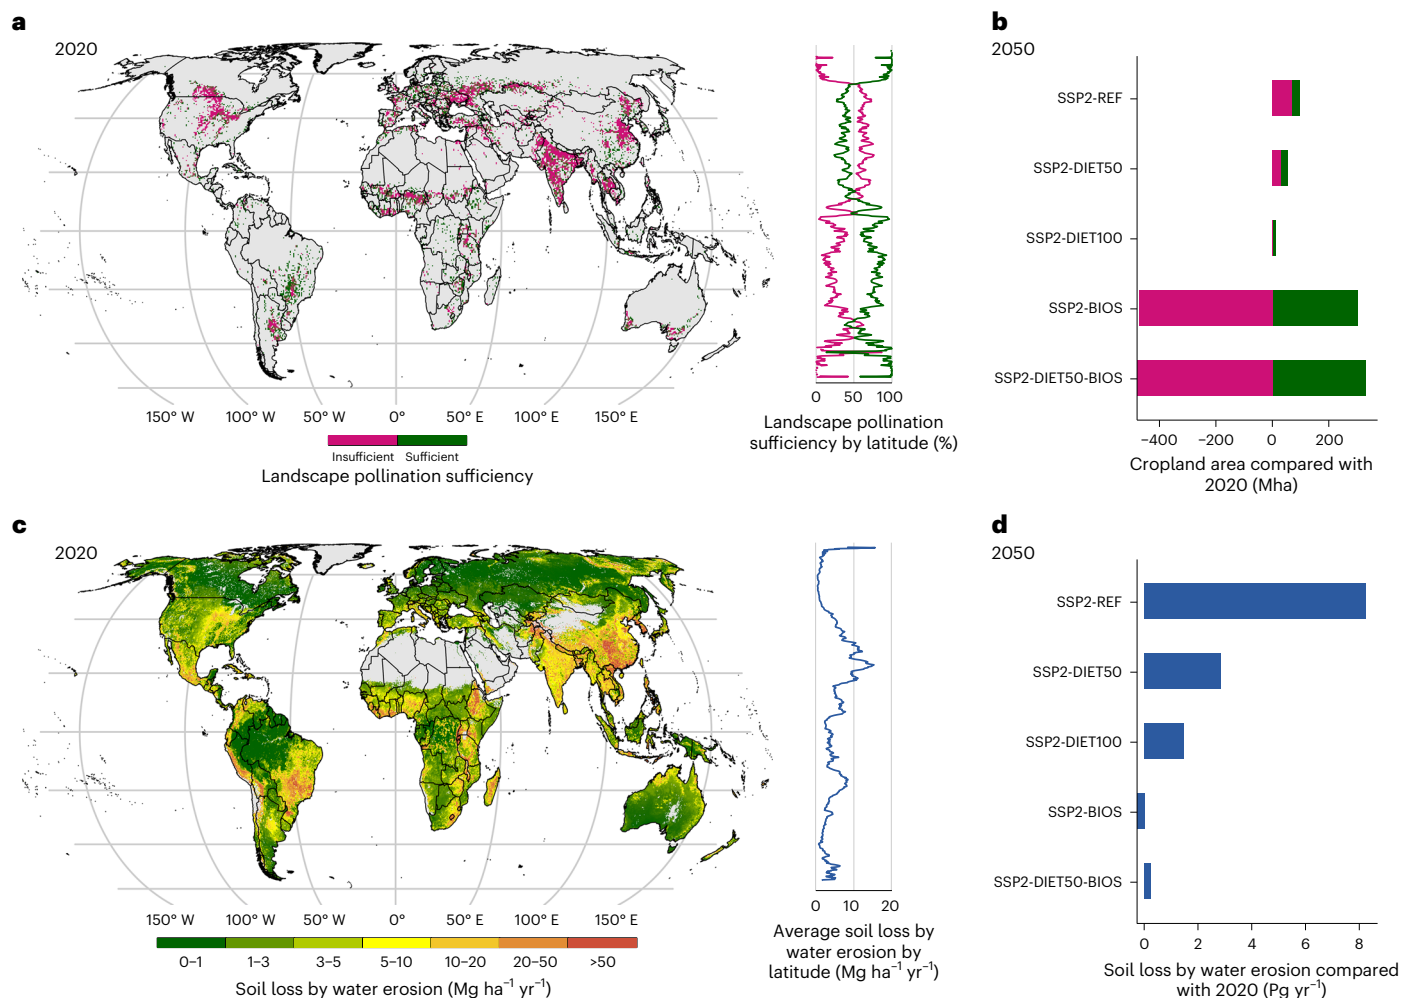 a
2020
150° W 100° W 50° W 0° 50° E 100° E 150° E
Insufficient Sufficient
Landscape pollination sufficiency
0 50 100
Landscape pollination
sufficiency by latitude (%)
b
2050
SSP2-REF
SSP2-DIET50
SSP2-DIET100
SSP2-BIOS
SSP2-DIET50-BIOS
−400 −200 0 200
Cropland area compared with
2020 (Mha)
c
2020
150° W 100° W 50° W 0° 50° E 100° E 150° E
0–1 1–3 3–5 5–10 10–20 20–50 >50
Soil loss by water erosion (Mg ha⁻¹ yr⁻¹)
0 10 20
Average soil loss by
water erosion by
latitude (Mg ha⁻¹ yr⁻¹)
d
2050
SSP2-REF
SSP2-DIET50
SSP2-DIET100
SSP2-BIOS
SSP2-DIET50-BIOS
0 2 4 6 8
Soil loss by water erosion compared
with 2020 (Pg yr⁻¹)